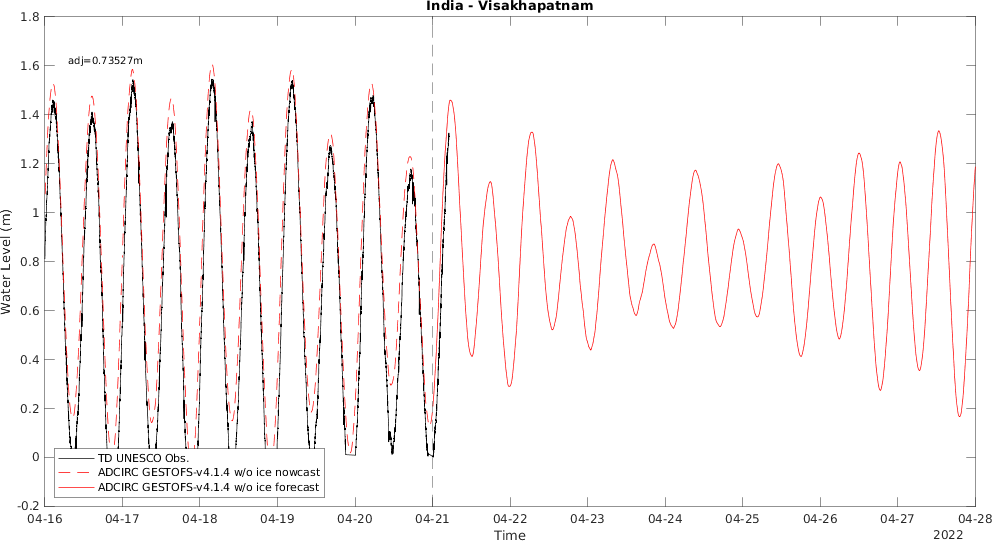 India - Visakhapatnam
1.8
1.6
1.4
1.2
1
0.8
0.6
0.4
0.2
0
-0.2
Water Level (m)
adj=0.73527m
TD UNESCO Obs.
ADCIRC GESTOFS-v4.1.4 w/o ice nowcast
ADCIRC GESTOFS-v4.1.4 w/o ice forecast
04-16 04-17 04-18 04-19 04-20 04-21 04-22 04-23 04-24 04-25 04-26 04-27 04-28
Time
2022